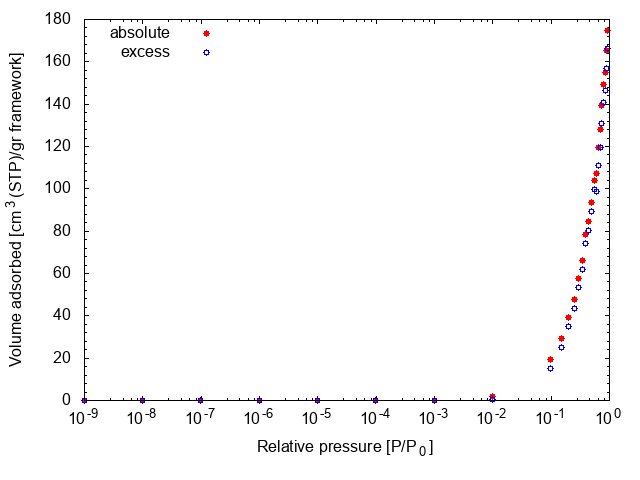 180
160
140
120
100
80
60
40
20
0
absolute
excess
Volume adsorbed [cm³ (STP)/gr framework]
10⁻⁹ 10⁻⁸ 10⁻⁷ 10⁻⁶ 10⁻⁵ 10⁻⁴ 10⁻³ 10⁻² 10⁻¹ 10⁰
Relative pressure [P/P₀]